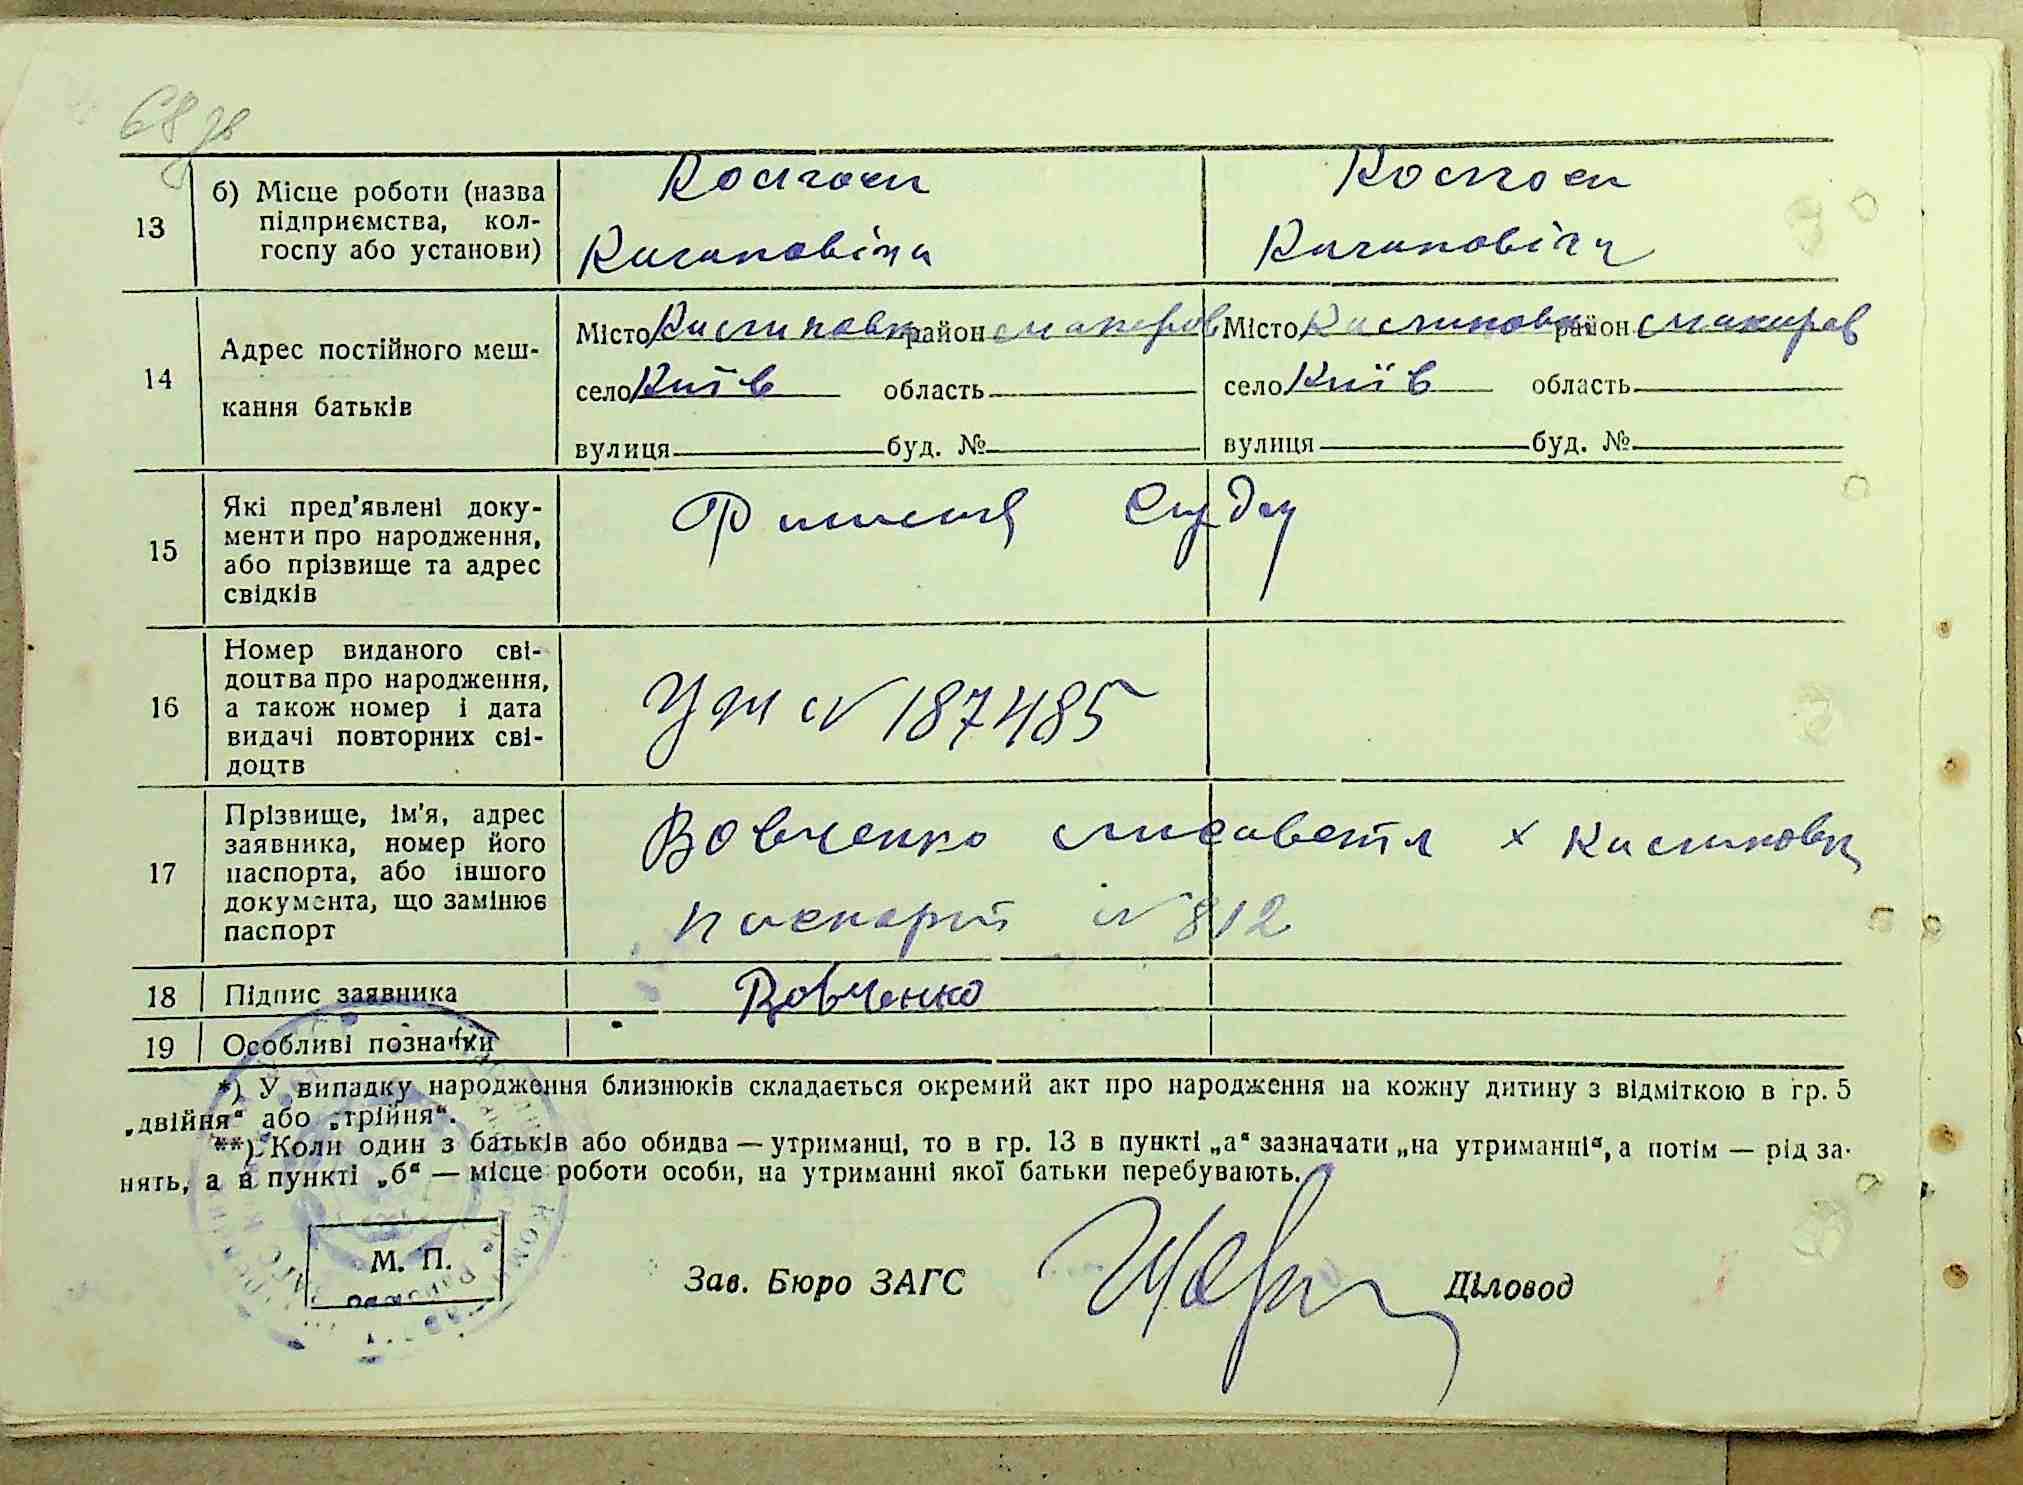 68 зв
13
б) Місце роботи (назва
підприємства, кол-
госпу або установи)
Колгосп
Кагановіча
Колгосп
Кагановіча
14
Адрес постійного меш-
кання батьків
Місто район Макаров
село Київ область
вулиця буд. №
Місто район Макаров
село Київ область
вулиця буд. №
15
Які пред'явлені доку-
менти про народження,
або прізвище та адрес
свідків
16
Номер виданого сві-
доцтва про народження,
а також номер і дата
видачі повторних сві-
доцтв
№ 187485
17
Прізвище, ім'я, адрес
заявника, номер його
паспорта, або іншого
документа, що замінює
паспорт
Вовченко Лисавета х
паспорт № 812
18
Підпис заявника
Вовченко
19
Особливі позначки
*) У випадку народження близнюків складається окремий акт про народження на кожну дитину з відміткою в гр. 5
„двійня“ або „трійня“.
**) Коли один з батьків або обидва — утриманці, то в гр. 13 в пункті „а“ зазначати „на утриманні“, а потім — рід за-
нять, а в пункті „б“ — місце роботи особи, на утриманні якої батьки перебувають.
М. П.
Зав. Бюро ЗАГС
Діловод